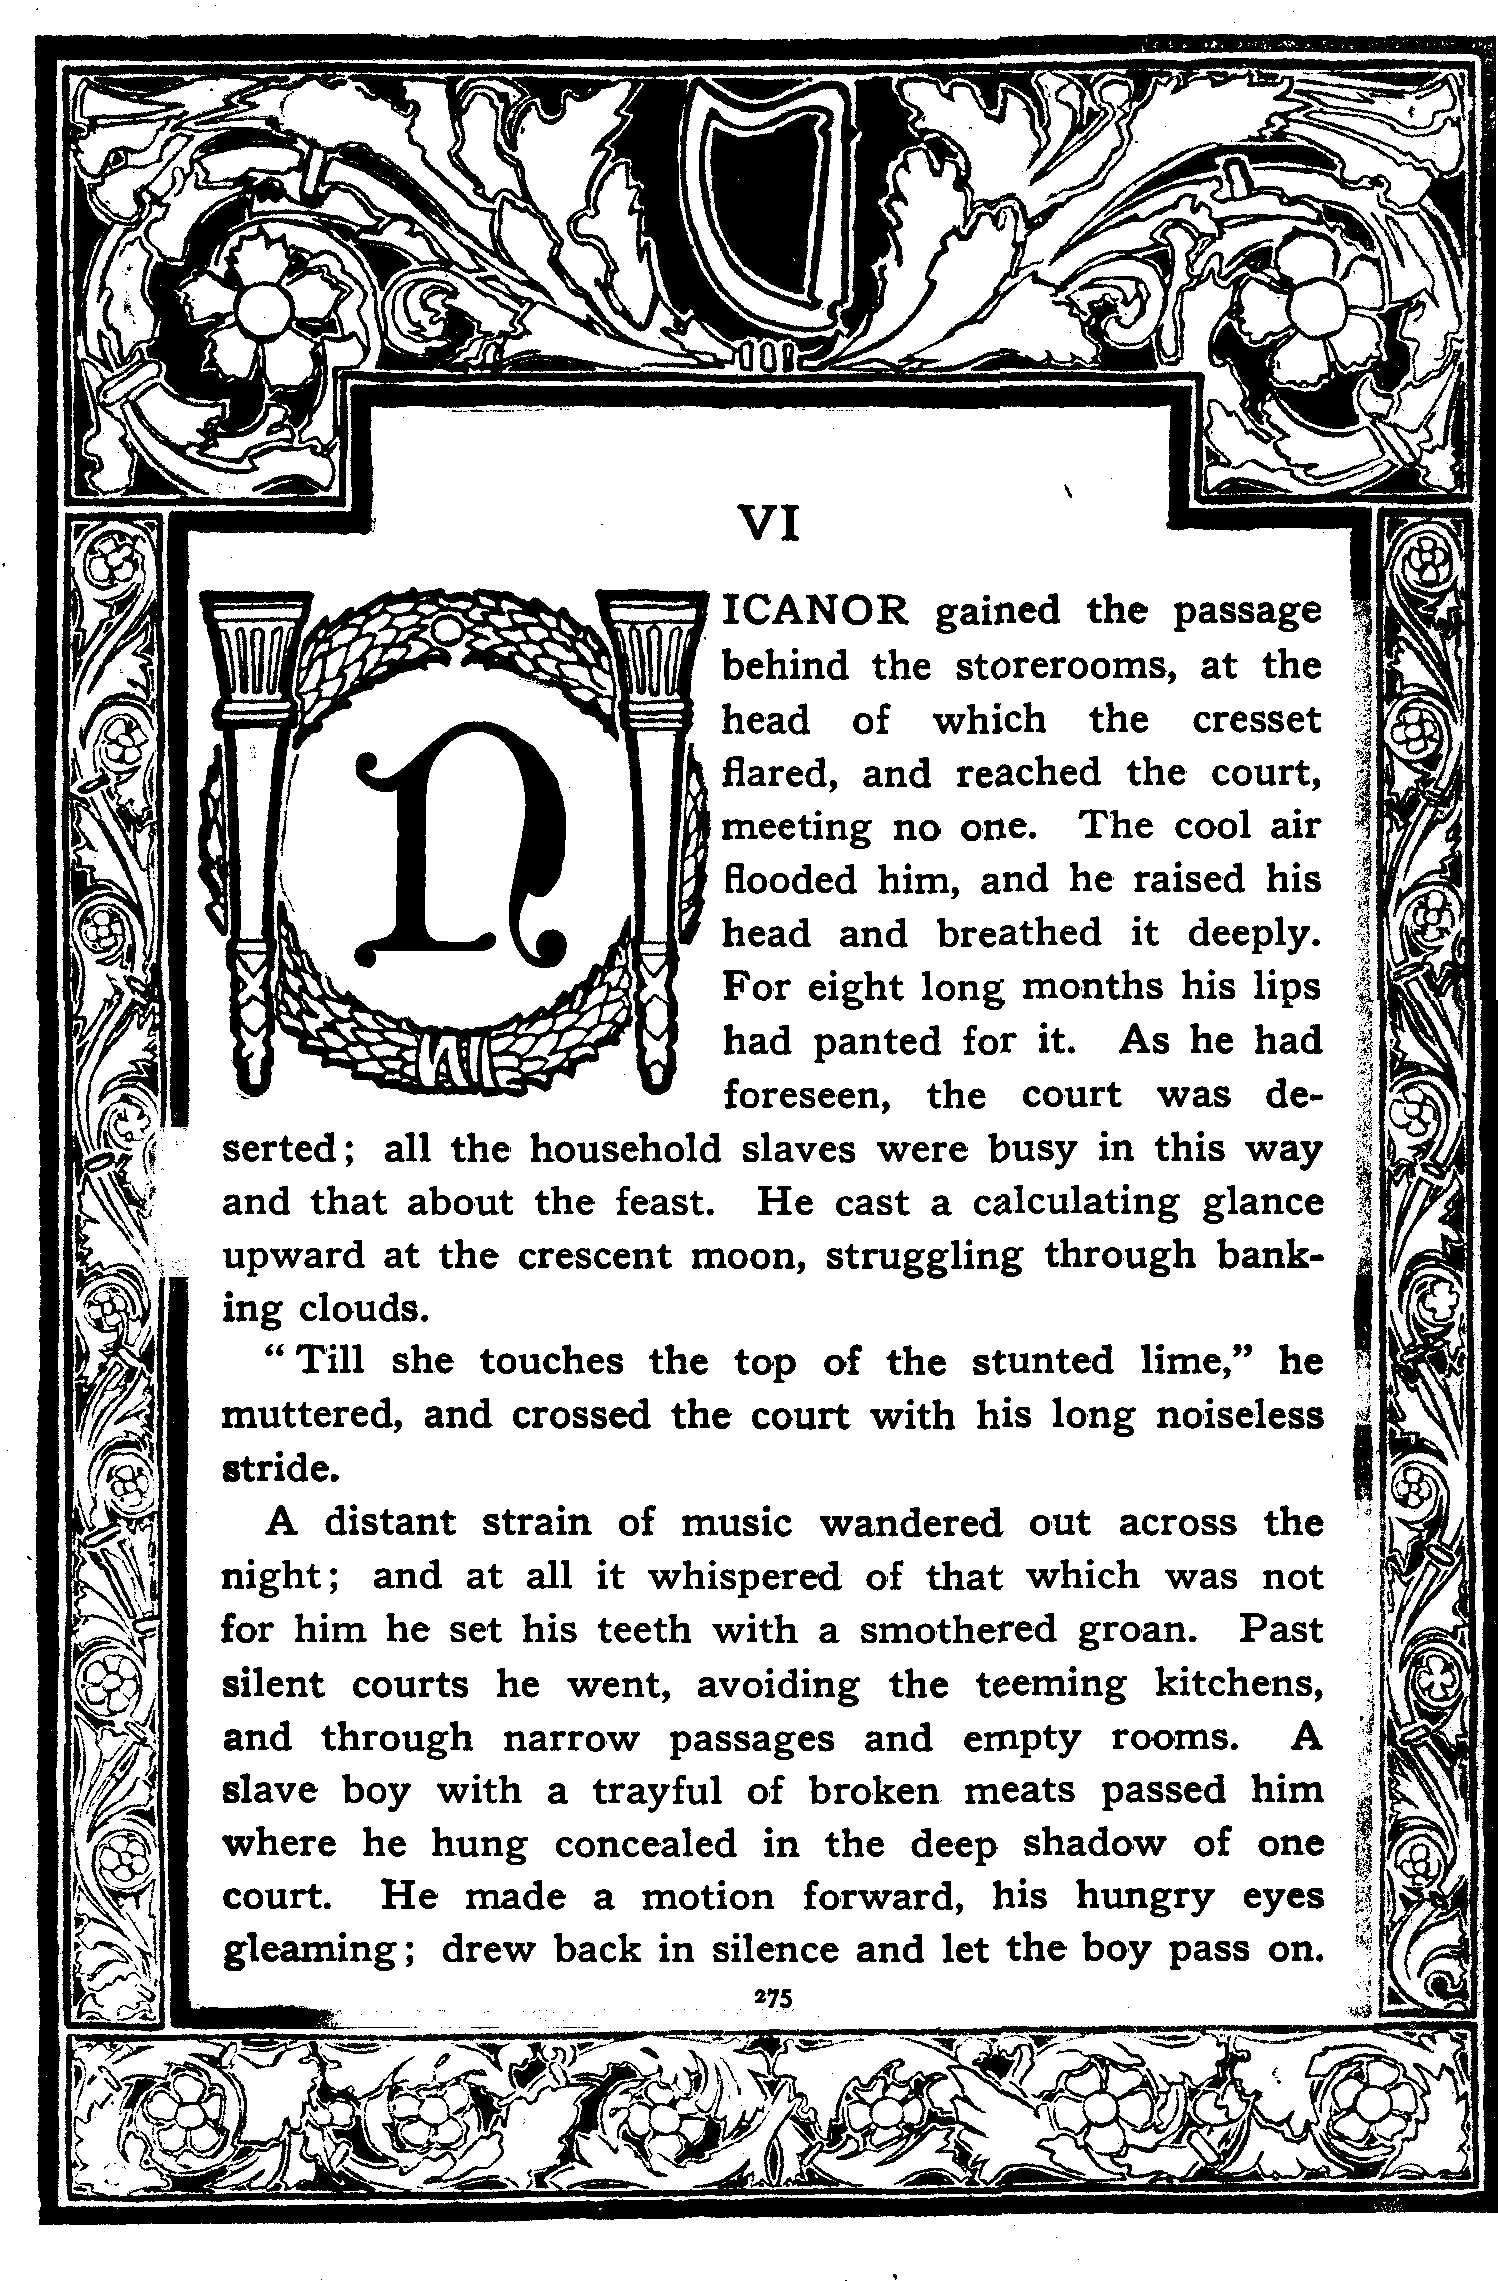 VI
NICANOR gained the passage
behind the storerooms, at the
head of which the cresset
flared, and reached the court,
meeting no one. The cool air
flooded him, and he raised his
head and breathed it deeply.
For eight long months his lips
had panted for it. As he had
foreseen, the court was de-
serted; all the household slaves were busy in this way
and that about the feast. He cast a calculating glance
upward at the crescent moon, struggling through bank-
ing clouds.
“Till she touches the top of the stunted lime,” he
muttered, and crossed the court with his long noiseless
stride.
A distant strain of music wandered out across the
night; and at all it whispered of that which was not
for him he set his teeth with a smothered groan. Past
silent courts he went, avoiding the teeming kitchens,
and through narrow passages and empty rooms. A
slave boy with a trayful of broken meats passed him
where he hung concealed in the deep shadow of one
court. He made a motion forward, his hungry eyes
gleaming; drew back in silence and let the boy pass on.
275